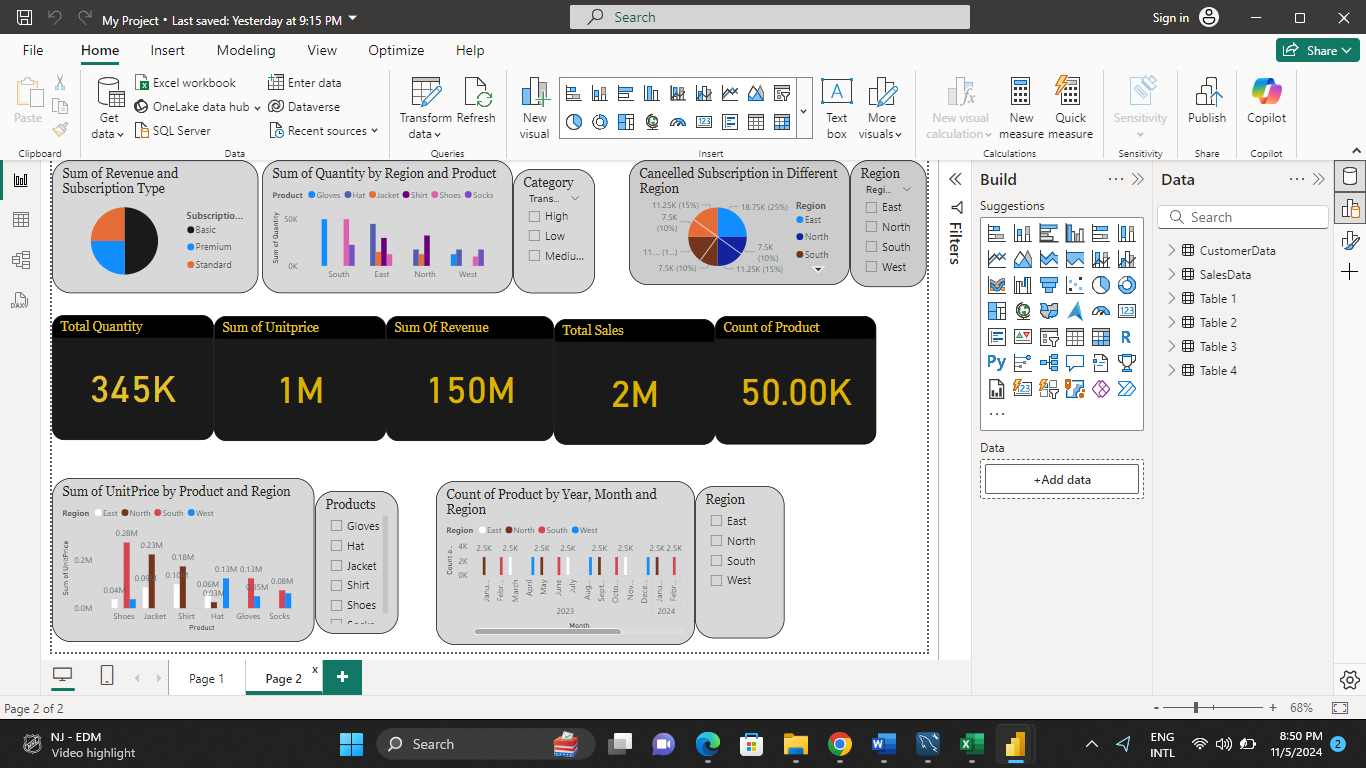 My Project • Last saved: Yesterday at 9:15 PM
Search
Sign in
File
Home
Insert
Modeling
View
Optimize
Help
Share
Paste
Clipboard
Get data
Excel workbook
OneLake data hub
SQL Server
Enter data
Dataverse
Recent sources
Data
Transform data
Refresh
Queries
New visual
Text box
More visuals
Insert
New visual calculation
New measure
Quick measure
Calculations
Sensitivity
Sensitivity
Publish
Share
Copilot
Copilot
Sum of Revenue and
Subscription Type
Subscriptio...
Basic
Premium
Standard
Sum of Quantity by Region and Product
Product Gloves Hat Jacket Shirt Shoes Socks
Sum of Quantity
50K
0K
South East North West
Category
Trans...
High
Low
Mediu...
Cancelled Subscription in Different
Region
11.25K (15%)
18.75K (25%)
7.5K
(10%)
11.... (1...)
7.5K (10%)
11.25K (15%)
7.5K
(10%)
Region
East
North
South
Region
Regi...
East
North
South
West
Total Quantity
345K
Sum of Unitprice
1M
Sum Of Revenue
150M
Total Sales
2M
Count of Product
50.00K
Sum of UnitPrice by Product and Region
Region East North South West
Sum of UnitPrice
0.2M
0.0M
0.28M
0.23M
0.18M
0.13M 0.13M
0.04M
0.06M
0.03M
0.05M
0.08M
Shoes Jacket Shirt Hat Gloves Socks
Product
Products
Gloves
Hat
Jacket
Shirt
Shoes
Count of Product by Year, Month and
Region
Region East North South West
Count o...
4K
2K
0K
2.5K 2.5K 2.5K 2.5K 2.5K 2.5K 2.5K 2.5K
Janu... Febr... March April May June July Aug... Sept... Octo... Nov... Dece... Janu... Febr...
2023
2024
Month
Region
East
North
South
West
Filters
Build
Suggestions
R
Py
123
Data
+Add data
Data
Search
CustomerData
SalesData
Table 1
Table 2
Table 3
Table 4
DAX
Page 1
Page 2
x
+
Page 2 of 2
- + 68%
NJ - EDM
Video highlight
Search
ENG
INTL
8:50 PM
11/5/2024
2